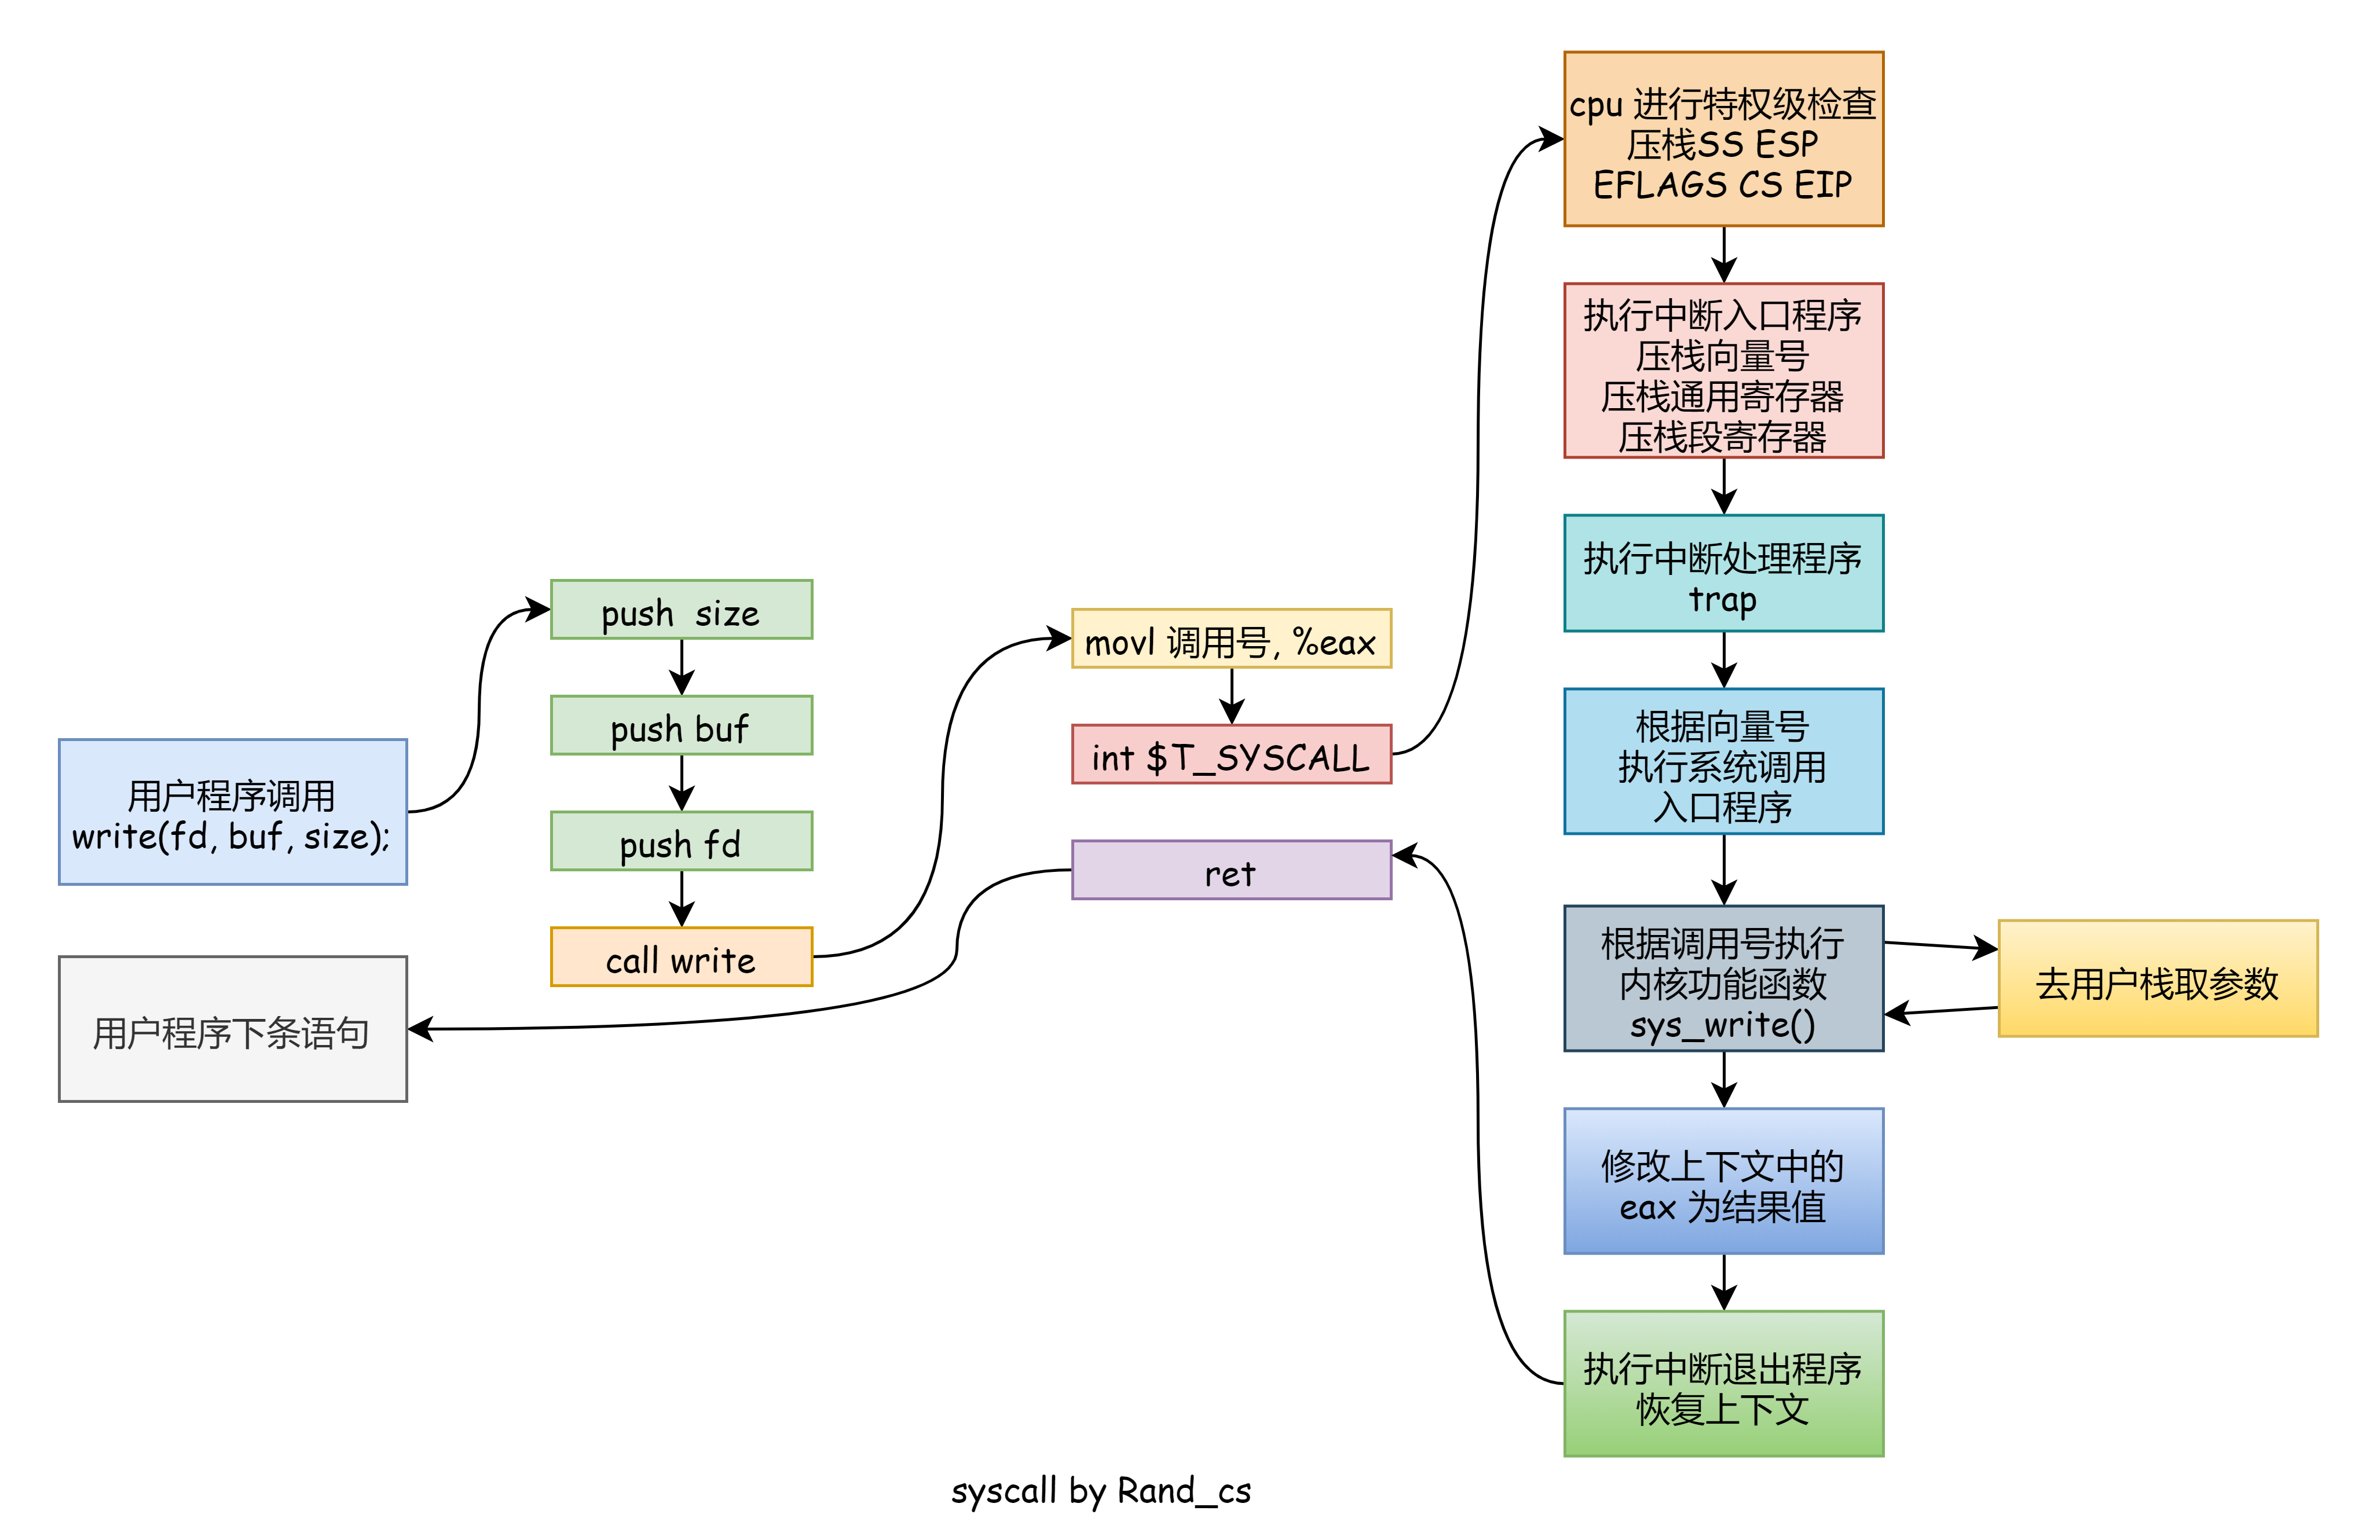 用户程序调用
write(fd, buf, size);
push  size
push buf
push fd
call write
movl 调用号, %eax
int $T_SYSCALL
cpu 进行特权级检查
压栈SS ESP
EFLAGS CS EIP
执行中断入口程序
压栈向量号
压栈通用寄存器
压栈段寄存器
执行中断处理程序
trap
根据向量号
执行系统调用
入口程序
根据调用号执行
内核功能函数
sys_write()
去用户栈取参数
修改上下文中的
eax 为结果值
执行中断退出程序
恢复上下文
ret
用户程序下条语句
syscall by Rand_cs